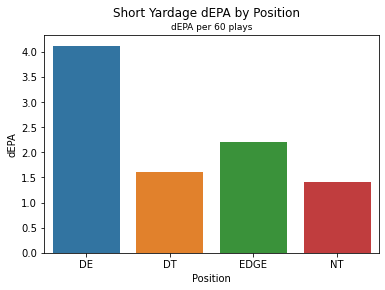 Short Yardage dEPA by Position
dEPA per 60 plays
dEPA
4.0
3.5
3.0
2.5
2.0
1.5
1.0
0.5
0.0
DE DT EDGE NT
Position